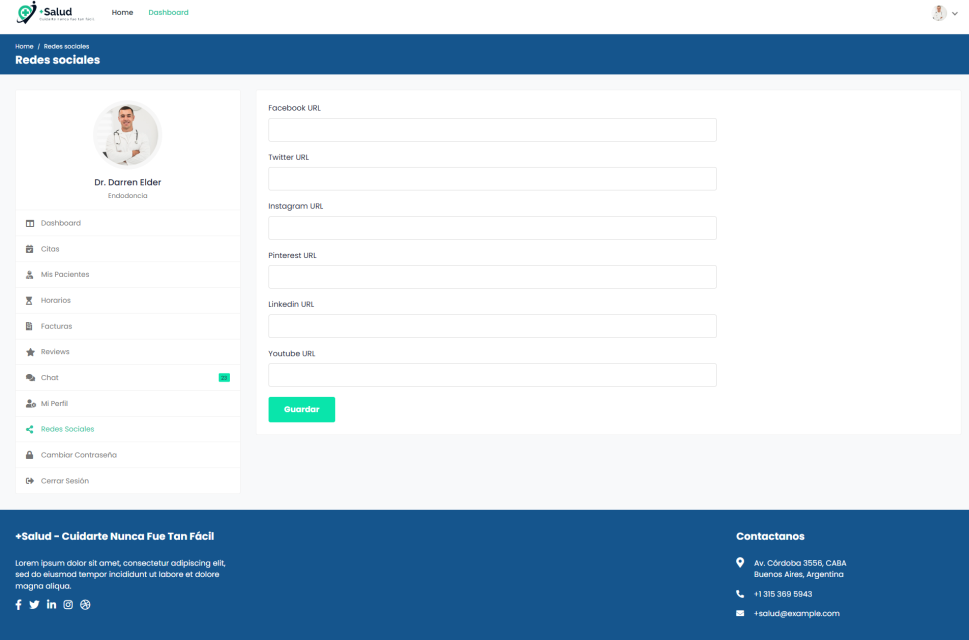 +Salud
Cuidarte Nunca Fue Tan Fácil
Home
Dashboard
Home / Redes sociales
Redes sociales
Dr. Darren Elder
Endodoncia
Dashboard
Citas
Mis Pacientes
Horarios
Facturas
Reviews
Chat
23
Mi Perfil
Redes Sociales
Cambiar Contraseña
Cerrar Sesión
Facebook URL
Twitter URL
Instagram URL
Pinterest URL
Linkedin URL
Youtube URL
Guardar
+Salud - Cuidarte Nunca Fue Tan Fácil
Lorem ipsum dolor sit amet, consectetur adipiscing elit,
sed do eiusmod tempor incididunt ut labore et dolore
magna aliqua.
Contactanos
Av. Córdoba 3556, CABA
Buenos Aires, Argentina
+1 315 369 5943
+salud@example.com